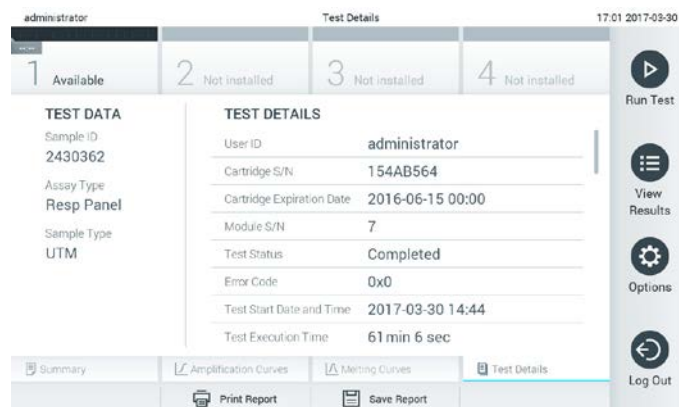 administrator Test Details 17:01 2017-03-30
--:--
1 Available 2 Not installed 3 Not installed 4 Not installed
Run Test
TEST DATA TEST DETAILS
Sample ID
2430362
User ID administrator
Cartridge S/N 154AB564
Assay Type
Resp Panel
Cartridge Expiration Date 2016-06-15 00:00
View
Results
Module S/N 7
Sample Type
UTM
Test Status Completed
Error Code 0x0
Options
Test Start Date and Time 2017-03-30 14:44
Test Execution Time 61 min 6 sec
Summary Amplification Curves Melting Curves Test Details
Log Out
Print Report Save Report